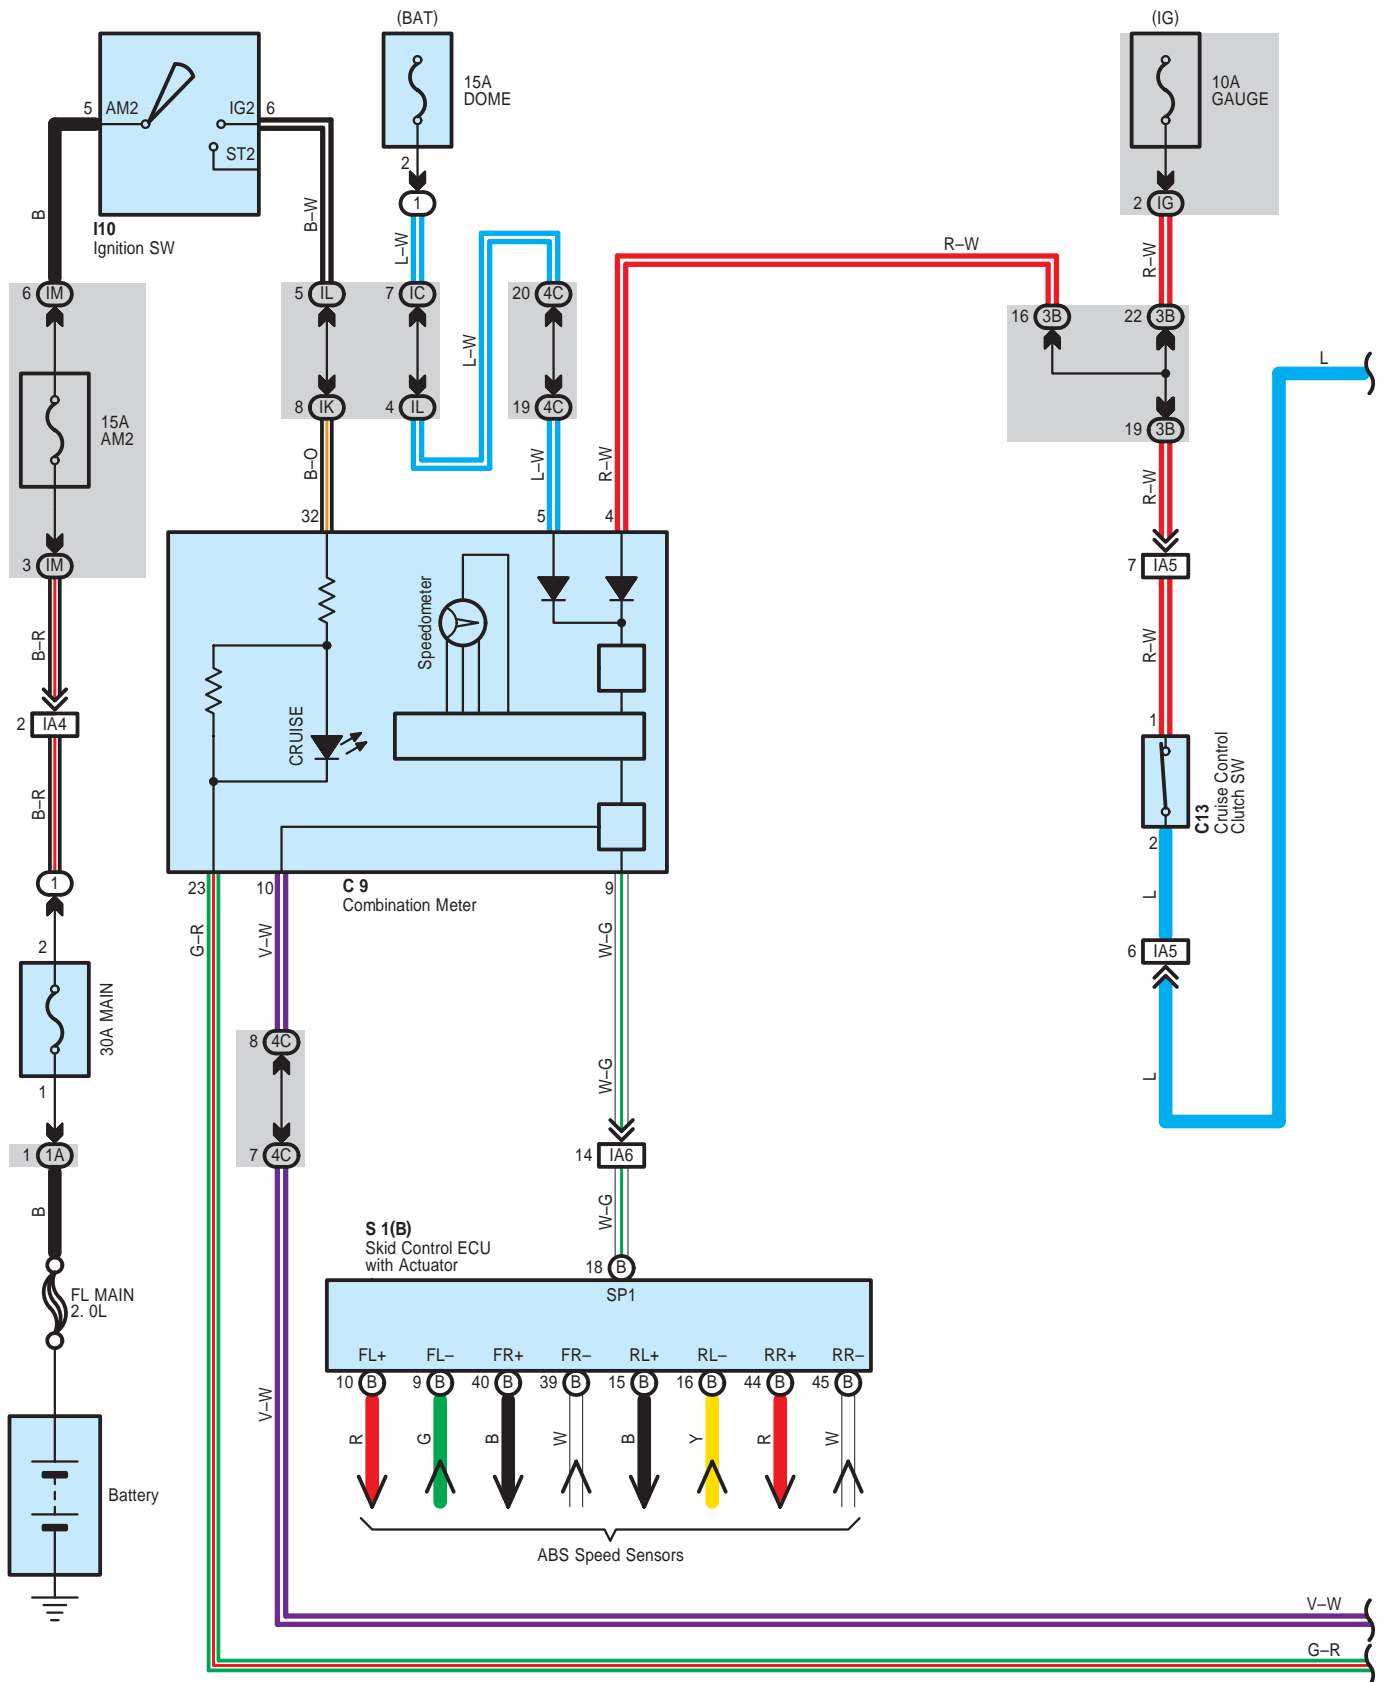 (BAT)
(IG)
15A
DOME
10A
GAUGE
5 AM2
IG2 6
ST2
2
1
2 IG
B
B–W
L–W
R–W
R–W
I10
Ignition SW
6 IM
5 IL
7 IC
20 4C
16 3B
22 3B
L–W
L
15A
AM2
8 IK
4 IL
19 4C
19 3B
B–O
L–W
R–W
R–W
32
5
4
3 IM
7 IA5
B–R
R–W
Speedometer
2 IA4
CRUISE
1
C13
Cruise Control
Clutch SW
2
B–R
1
23
10
C 9
Combination Meter
9
G–R
V–W
W–G
L
2
6 IA5
30A MAIN
1
8 4C
W–G
L
1 1A
7 4C
14 IA6
B
W–G
S 1(B)
Skid Control ECU
with Actuator
18 B
SP1
FL MAIN
2. 0L
FL+ FL– FR+ FR– RL+ RL– RR+ RR–
10 B 9 B 40 B 39 B 15 B 16 B 44 B 45 B
V–W
R G B W B Y R W
Battery
ABS Speed Sensors
V–W
G–R